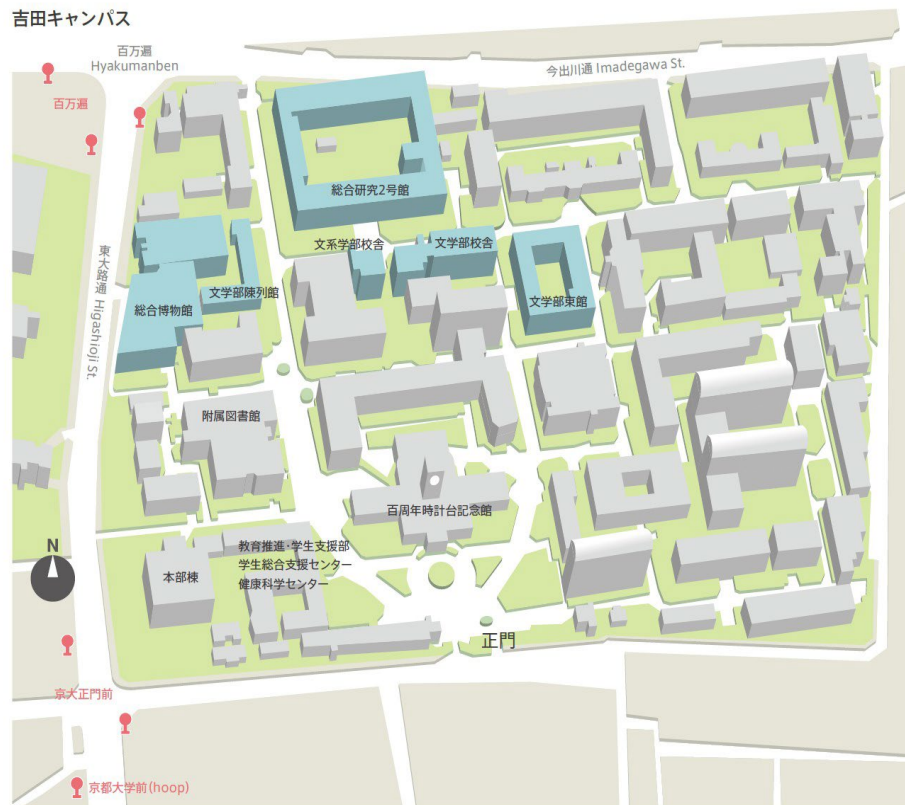 吉田キャンパス
百万遍
Hyakumanben
今出川通 Imadegawa St.
百万遍
総合研究2号館
文系学部校舎
文学部校舎
東大路通 Higashioji St.
文学部陳列館
文学部東館
総合博物館
附属図書館
百周年時計台記念館
N
教育推進・学生支援部
本部棟
学生総合支援センター
健康科学センター
正門
京大正門前
京都大学前(hoop)